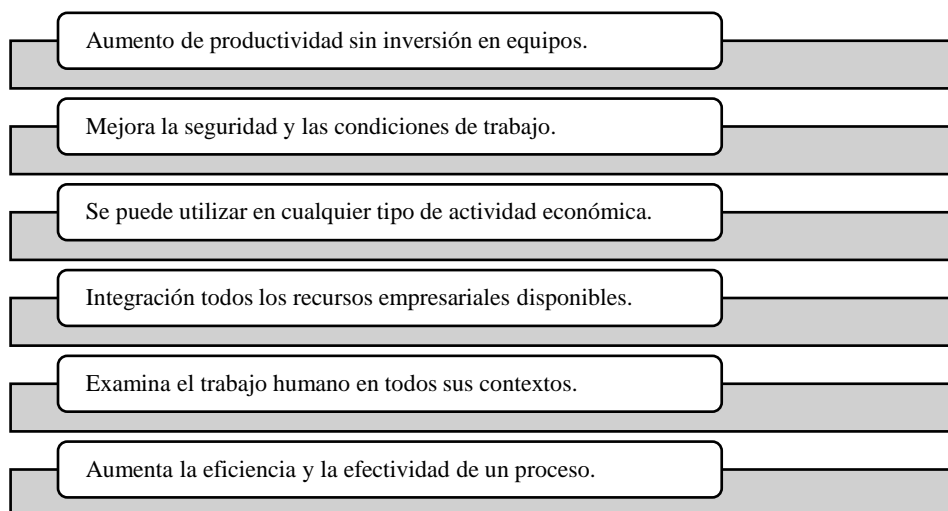 Aumento de productividad sin inversión en equipos.
Mejora la seguridad y las condiciones de trabajo.
Se puede utilizar en cualquier tipo de actividad económica.
Integración todos los recursos empresariales disponibles.
Examina el trabajo humano en todos sus contextos.
Aumenta la eficiencia y la efectividad de un proceso.